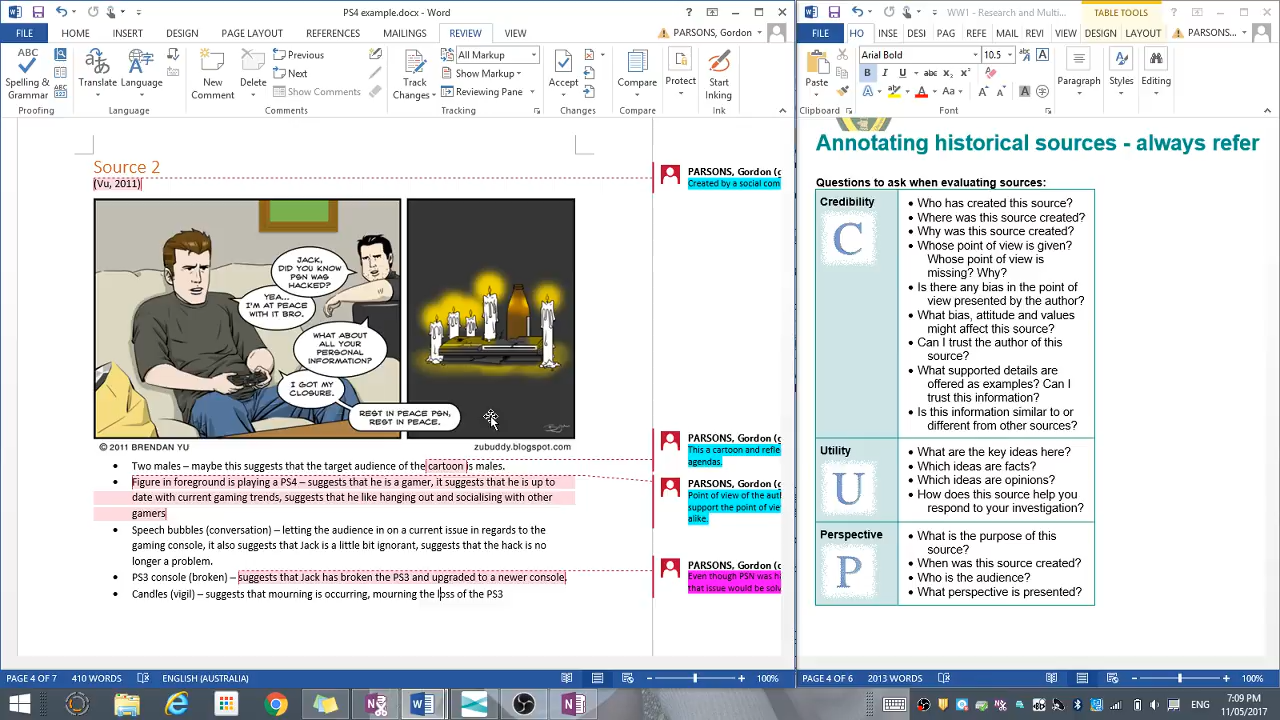 PS4 example.docx - Word
FILE HOME INSERT DESIGN PAGE LAYOUT REFERENCES MAILINGS REVIEW VIEW PARSONS, Gordon
ABC
Spelling &
Grammar
Translate Language
New
Comment
Delete
Previous
Next
Show Comments
Track
Changes
All Markup
Show Markup
Reviewing Pane
Accept
Compare
Protect
Start
Inking
Proofing Language Comments Tracking Changes Compare Ink
Source 2
(Vu, 2011)
JACK,
DID YOU KNOW
PSN WAS
HACKED?
YEA...
I'M AT PEACE
WITH IT BRO.
WHAT ABOUT
ALL YOUR
PERSONAL
INFORMATION?
I GOT MY
CLOSURE.
REST IN PEACE PSN,
REST IN PEACE.
© 2011 BRENDAN YU zubuddy.blogspot.com
• Two males – maybe this suggests that the target audience of the cartoon is males.
• Figure in foreground is playing a PS4 – suggests that he is a gamer, it suggests that he is up to
date with current gaming trends, suggests that he like hanging out and socialising with other
gamers
• Speech bubbles (conversation) – letting the audience in on a current issue in regards to the
gaming console, it also suggests that Jack is a little bit ignorant, suggests the hack is no
longer a problem.
• PS3 console (broken) – suggests that Jack has broken the PS3 and upgraded to a newer console.
• Candles (vigil) – suggests that mourning is occurring, mourning the loss of the PS3
PARSONS, Gordon (g
Created by a social com
PARSONS, Gordon (g
This a cartoon and refle
agendas.
PARSONS, Gordon (g
Point of view of the auth
support the point of vie
alike.
PARSONS, Gordon (g
Even though PSN was ha
that issue would be solv
PAGE 4 OF 7 410 WORDS ENGLISH (AUSTRALIA) 100%
WW1 - Research and Multi... TABLE TOOLS
FILE HO INSE DESI PAG REFE MAIL REVI VIEW DESIGN LAYOUT PARSONS...
Paste
Arial Bold 10.5
B I U abc x₂ x²
A ab A Aa A A A
Paragraph
Styles
Editing
Clipboard Font
Annotating historical sources - always refer
Questions to ask when evaluating sources:
Credibility
C
• Who has created this source?
• Where was this source created?
• Why was this source created?
• Whose point of view is given?
Whose point of view is
missing? Why?
• Is there any bias in the point of
view presented by the author?
• What bias, attitude and values
might affect this source?
• Can I trust the author of this
source?
• What supported details are
offered as examples? Can I
trust this information?
• Is this information similar to or
different from other sources?
Utility
U
• What are the key ideas here?
• Which ideas are facts?
• Which ideas are opinions?
• How does this source help you
respond to your investigation?
Perspective
P
• What is the purpose of this
source?
• When was this source created?
• Who is the audience?
• What perspective is presented?
PAGE 4 OF 6 2013 WORDS 100%
ENG
7:09 PM
11/05/2017